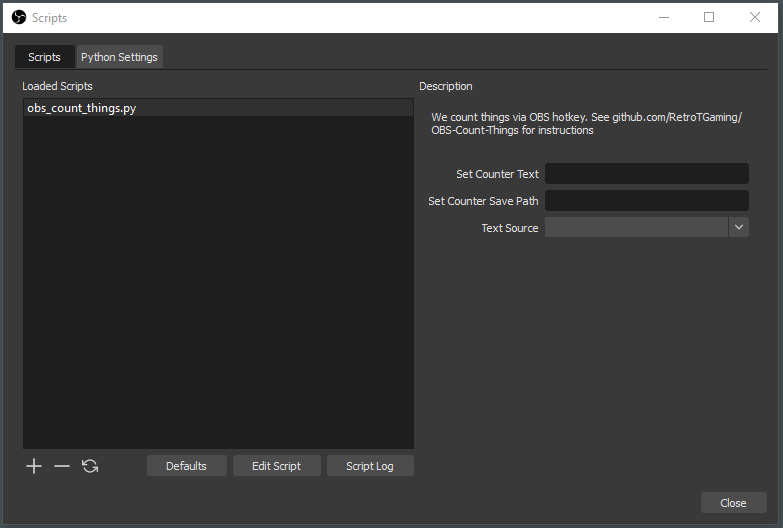 Scripts
Scripts
Python Settings
Loaded Scripts
obs_count_things.py
Defaults
Edit Script
Script Log
Description
We count things via OBS hotkey. See github.com/RetroTGaming/
OBS-Count-Things for instructions
Set Counter Text
Set Counter Save Path
Text Source
Close